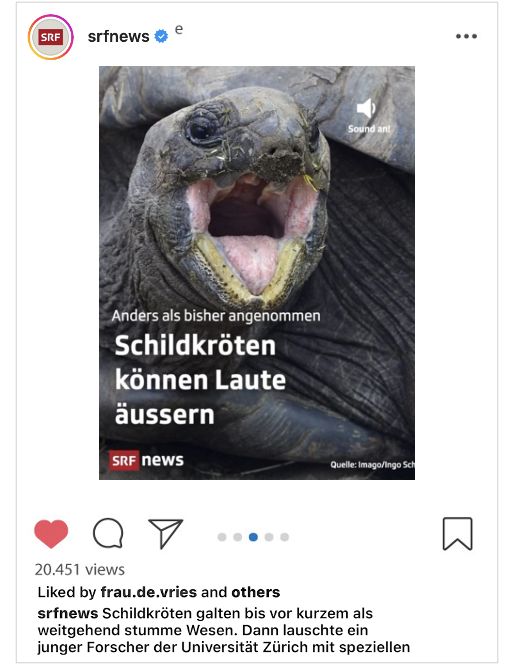 SRF
srfnews e
Sound an!
Anders als bisher angenommen
Schildkröten
können Laute
äussern
SRF news
Quelle: Imago/Ingo Sch
20.451 views
Liked by frau.de.vries and others
srfnews Schildkröten galten bis vor kurzem als
weitgehend stumme Wesen. Dann lauschte ein
junger Forscher der Universität Zürich mit speziellen